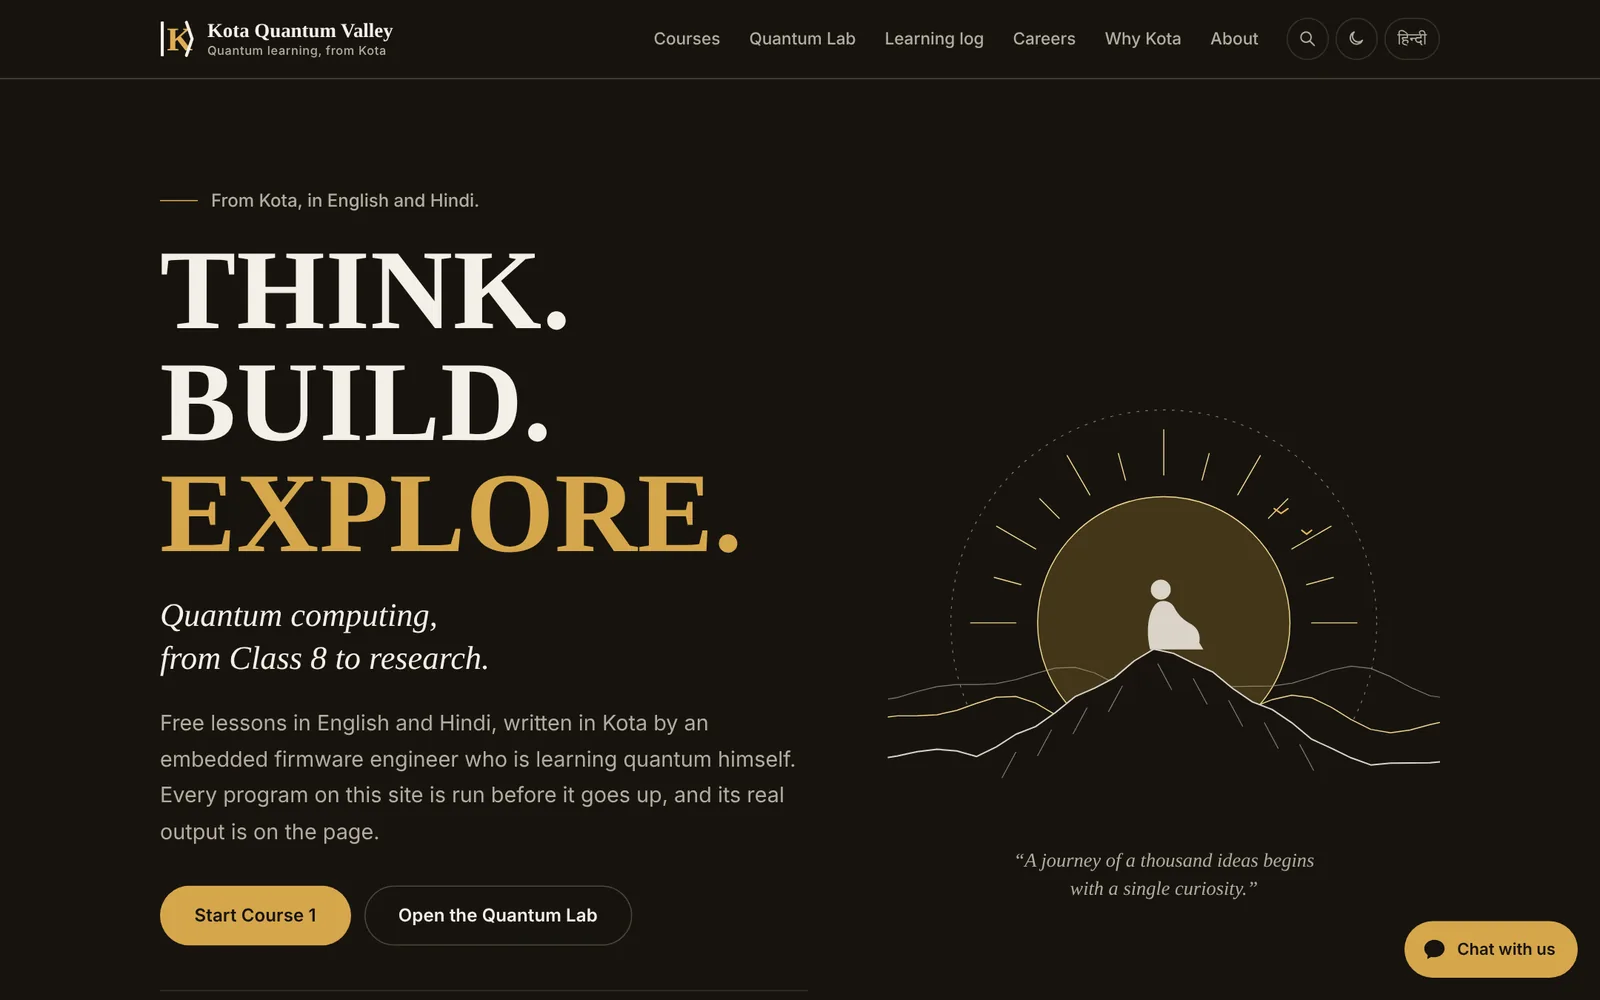 K
Kota Quantum Valley
Quantum learning, from Kota
Courses
Quantum Lab
Learning log
Careers
Why Kota
About
हिन्दी
From Kota, in English and Hindi.
THINK.
BUILD.
EXPLORE.
Quantum computing,
from Class 8 to research.
Free lessons in English and Hindi, written in Kota by an
embedded firmware engineer who is learning quantum himself.
Every program on this site is run before it goes up, and its real
output is on the page.
Start Course 1
Open the Quantum Lab
“A journey of a thousand ideas begins
with a single curiosity.”
Chat with us